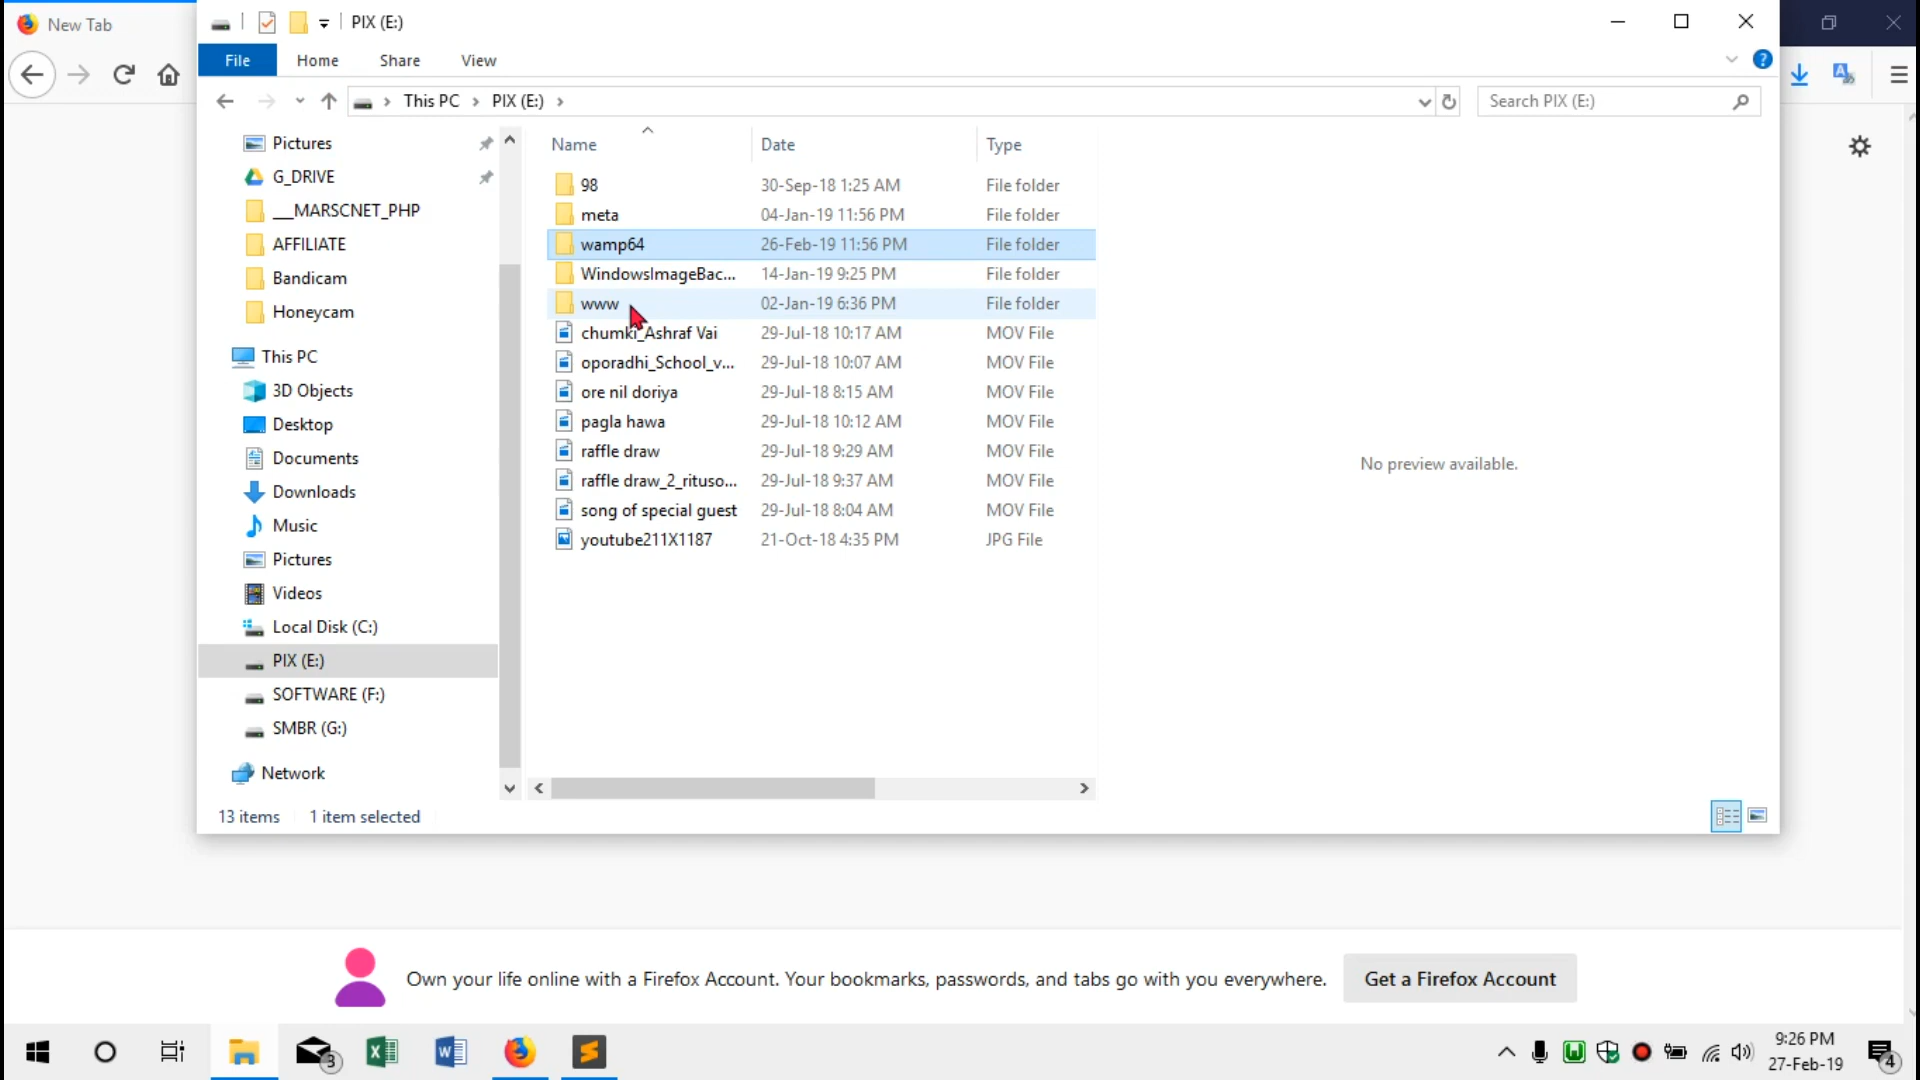 New Tab
PIX (E:)
File Home Share View
This PC PIX (E:)
Search PIX (E:)
Pictures
G_DRIVE
___MARSCNET_PHP
AFFILIATE
Bandicam
Honeycam
This PC
3D Objects
Desktop
Documents
Downloads
Music
Pictures
Videos
Local Disk (C:)
PIX (E:)
SOFTWARE (F:)
SMBR (G:)
Network
Name Date Type
98 30-Sep-18 1:25 AM File folder
meta 04-Jan-19 11:56 PM File folder
wamp64 26-Feb-19 11:56 PM File folder
WindowsImageBac... 14-Jan-19 9:25 PM File folder
www 02-Jan-19 6:36 PM File folder
chumki_Ashraf Vai 29-Jul-18 10:17 AM MOV File
oporadhi_School_v... 29-Jul-18 10:07 AM MOV File
ore nil doriya 29-Jul-18 8:15 AM MOV File
pagla hawa 29-Jul-18 10:12 AM MOV File
raffle draw 29-Jul-18 9:29 AM MOV File
raffle draw_2_rituso... 29-Jul-18 9:37 AM MOV File
song of special guest 29-Jul-18 8:04 AM MOV File
youtube211X1187 21-Oct-18 4:35 PM JPG File
No preview available.
13 items 1 item selected
Own your life online with a Firefox Account. Your bookmarks, passwords, and tabs go with you everywhere.
Get a Firefox Account
3
9:26 PM
27-Feb-19
4